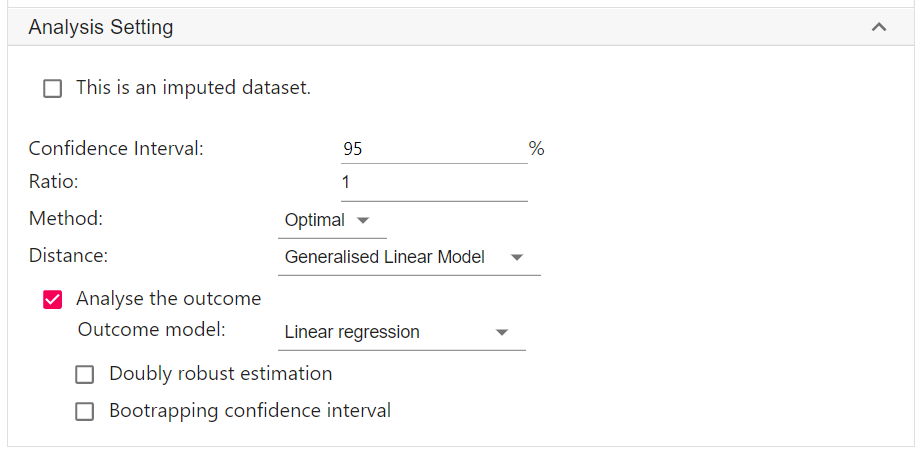 Analysis Setting
This is an imputed dataset.
Confidence Interval: 95 %
Ratio: 1
Method: Optimal
Distance: Generalised Linear Model
Analyse the outcome
Outcome model: Linear regression
Doubly robust estimation
Bootrapping confidence interval